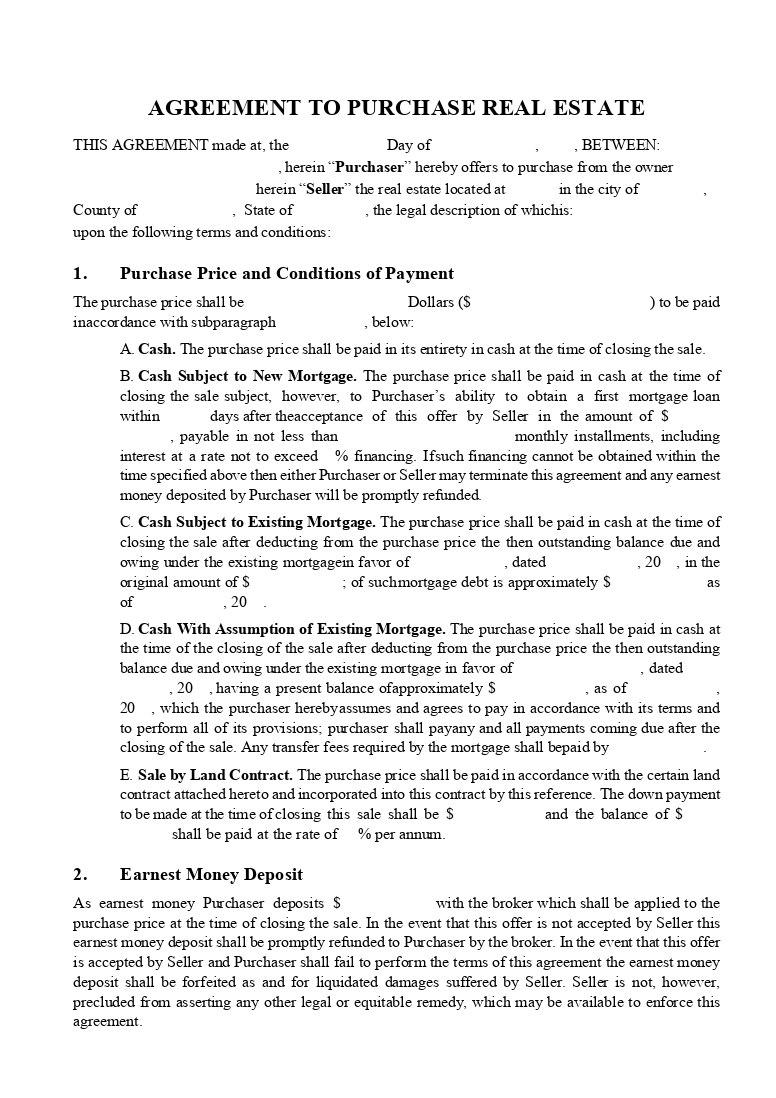 AGREEMENT TO PURCHASE REAL ESTATE
THIS AGREEMENT made at, the Day of , , BETWEEN:
, herein “Purchaser” hereby offers to purchase from the owner
herein “Seller” the real estate located at in the city of ,
County of , State of , the legal description of whichis:
upon the following terms and conditions:
1. Purchase Price and Conditions of Payment
The purchase price shall be Dollars ($ ) to be paid
inaccordance with subparagraph , below:
A. Cash. The purchase price shall be paid in its entirety in cash at the time of closing the sale.
B. Cash Subject to New Mortgage. The purchase price shall be paid in cash at the time of
closing the sale subject, however, to Purchaser’s ability to obtain a first mortgage loan
within days after theacceptance of this offer by Seller in the amount of $
, payable in not less than monthly installments, including
interest at a rate not to exceed % financing. Ifsuch financing cannot be obtained within the
time specified above then either Purchaser or Seller may terminate this agreement and any earnest
money deposited by Purchaser will be promptly refunded.
C. Cash Subject to Existing Mortgage. The purchase price shall be paid in cash at the time of
closing the sale after deducting from the purchase price the then outstanding balance due and
owing under the existing mortgagein favor of , dated , 20 , in the
original amount of $ ; of suchmortgage debt is approximately $ as
of , 20 .
D. Cash With Assumption of Existing Mortgage. The purchase price shall be paid in cash at
the time of the closing of the sale after deducting from the purchase price the then outstanding
balance due and owing under the existing mortgage in favor of , dated
, 20 , having a present balance ofapproximately $ , as of ,
20 , which the purchaser herebyassumes and agrees to pay in accordance with its terms and
to perform all of its provisions; purchaser shall payany and all payments coming due after the
closing of the sale. Any transfer fees required by the mortgage shall bepaid by .
E. Sale by Land Contract. The purchase price shall be paid in accordance with the certain land
contract attached hereto and incorporated into this contract by this reference. The down payment
to be made at the time of closing this sale shall be $ and the balance of $
shall be paid at the rate of % per annum.
2. Earnest Money Deposit
As earnest money Purchaser deposits $ with the broker which shall be applied to the
purchase price at the time of closing the sale. In the event that this offer is not accepted by Seller this
earnest money deposit shall be promptly refunded to Purchaser by the broker. In the event that this offer
is accepted by Seller and Purchaser shall fail to perform the terms of this agreement the earnest money
deposit shall be forfeited as and for liquidated damages suffered by Seller. Seller is not, however,
precluded from asserting any other legal or equitable remedy, which may be available to enforce this
agreement.